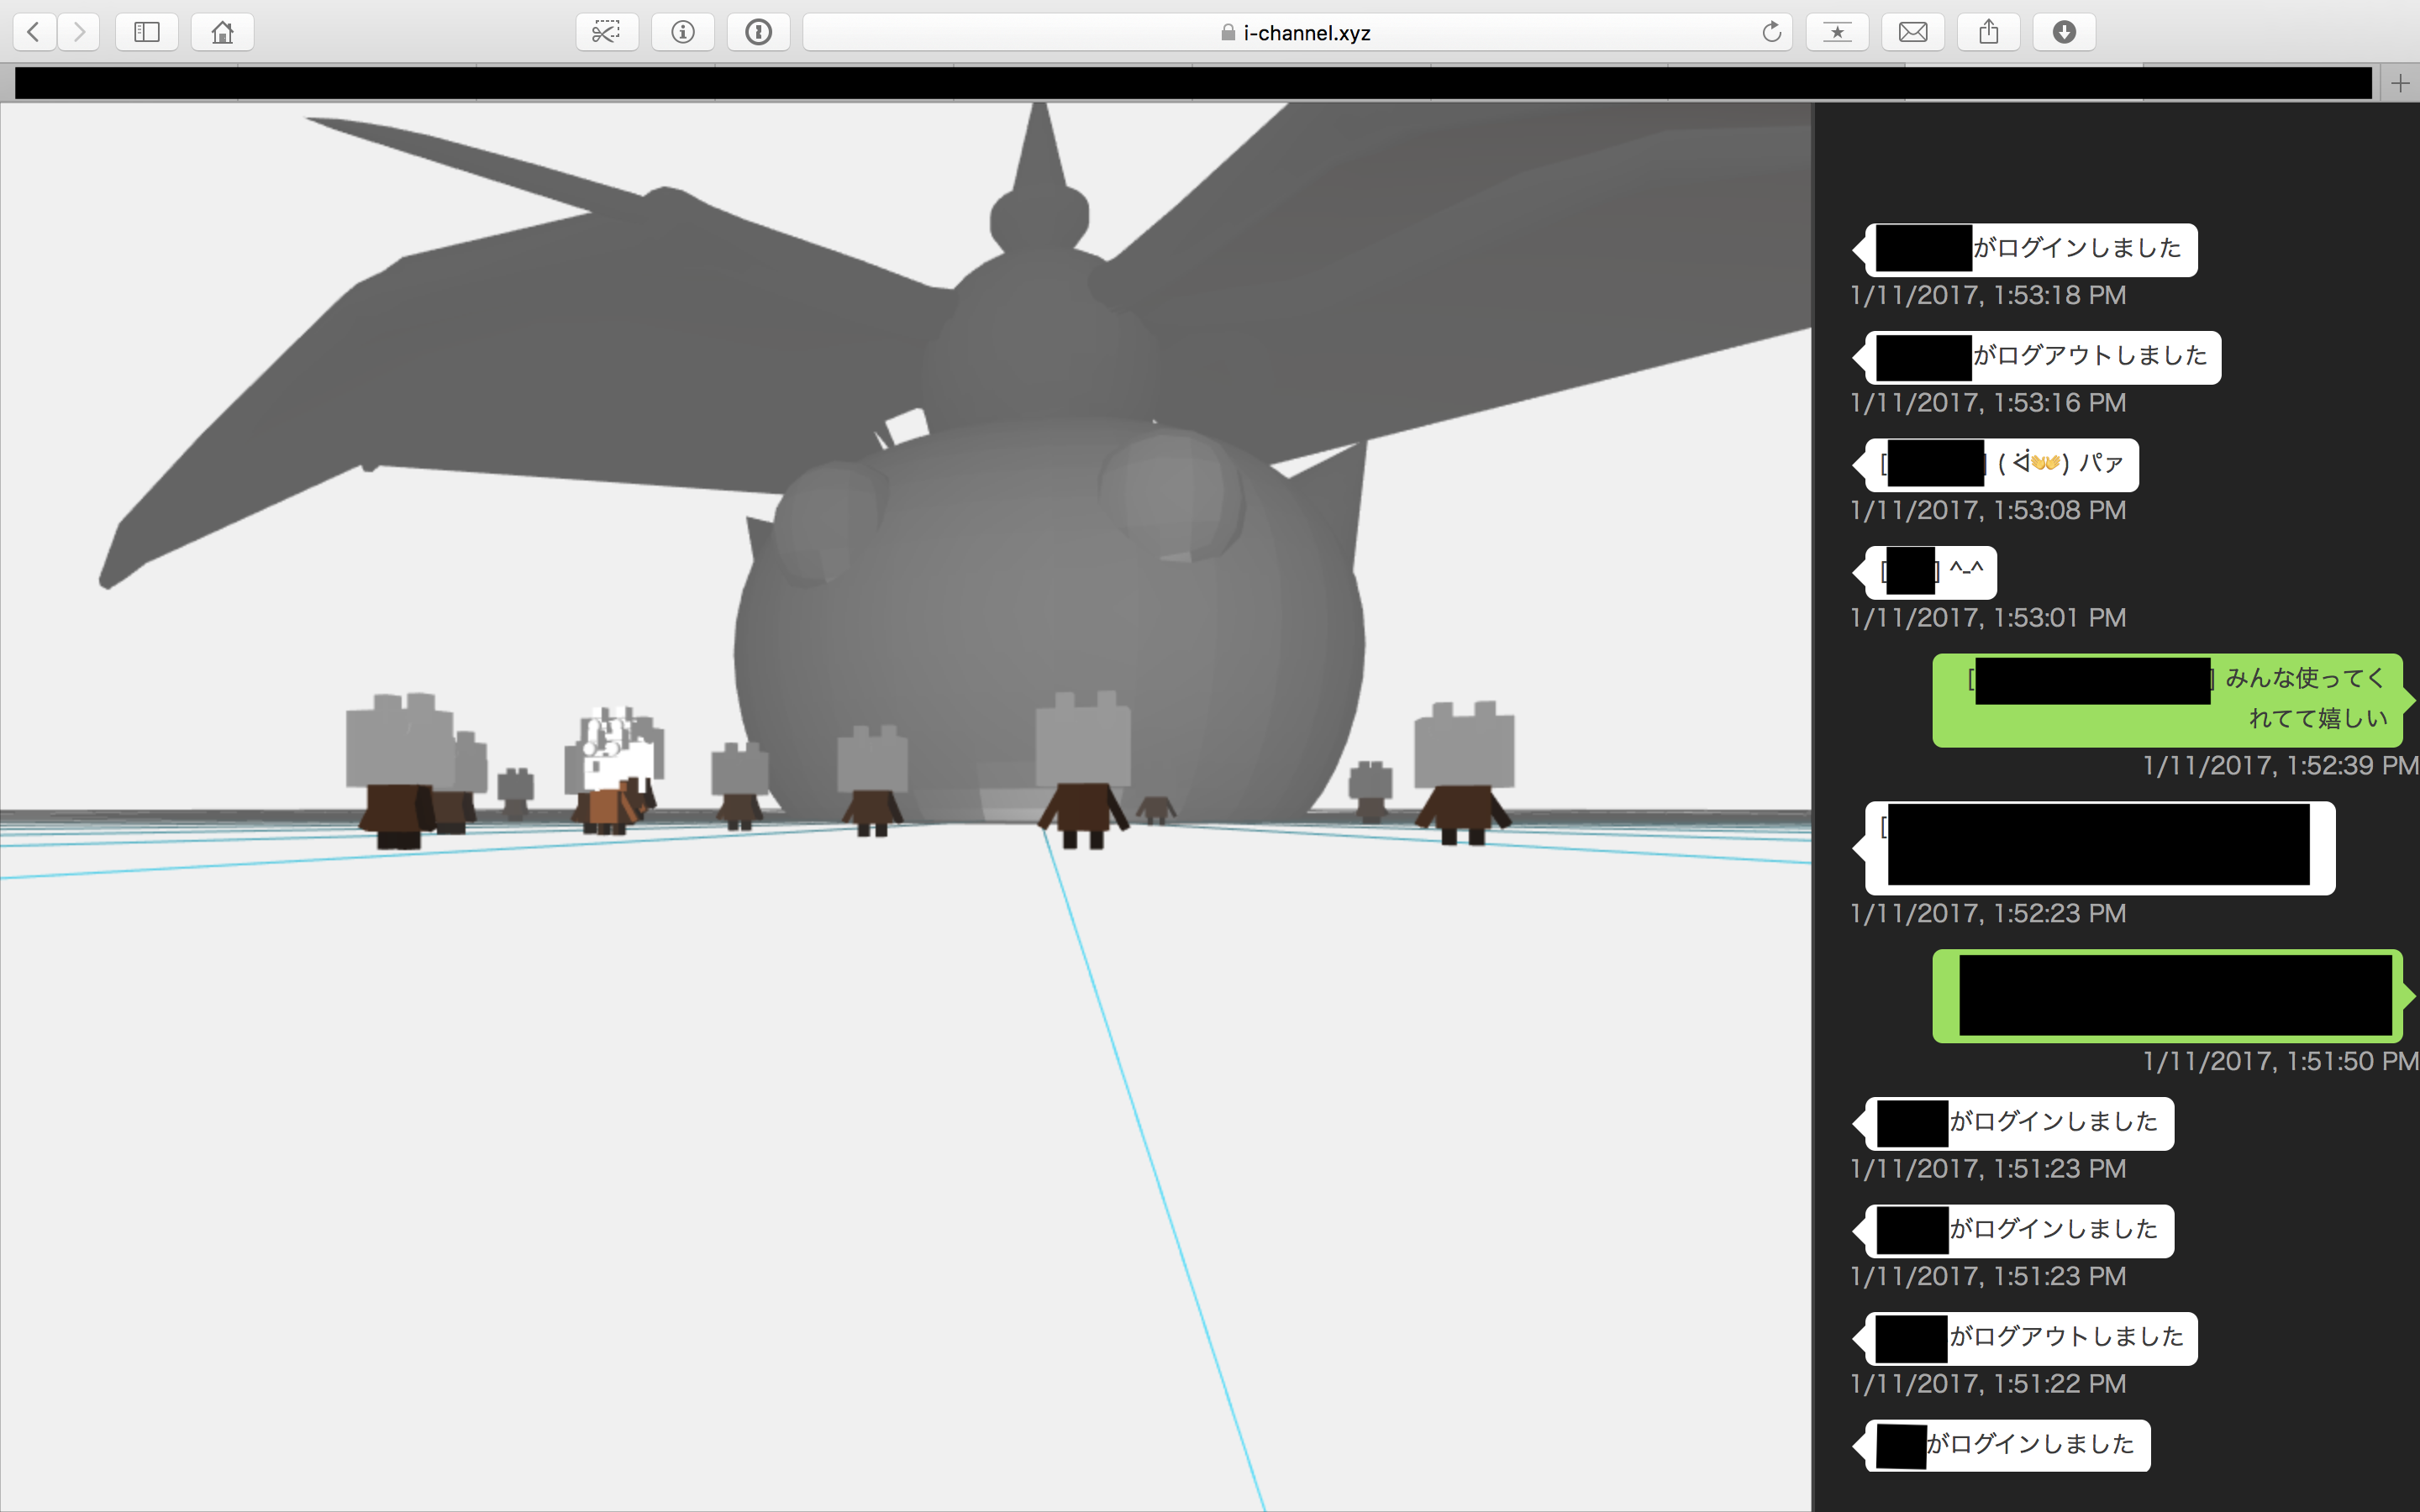 i-channel.xyz
がログインしました
1/11/2017, 1:53:18 PM
がログアウトしました
1/11/2017, 1:53:16 PM
[ ] ( ᐛ👐) パァ
1/11/2017, 1:53:08 PM
[ ] ^-^
1/11/2017, 1:53:01 PM
[ ] みんな使ってく
れてて嬉しい
1/11/2017, 1:52:39 PM
[
1/11/2017, 1:52:23 PM
1/11/2017, 1:51:50 PM
がログインしました
1/11/2017, 1:51:23 PM
がログインしました
1/11/2017, 1:51:23 PM
がログアウトしました
1/11/2017, 1:51:22 PM
がログインしました